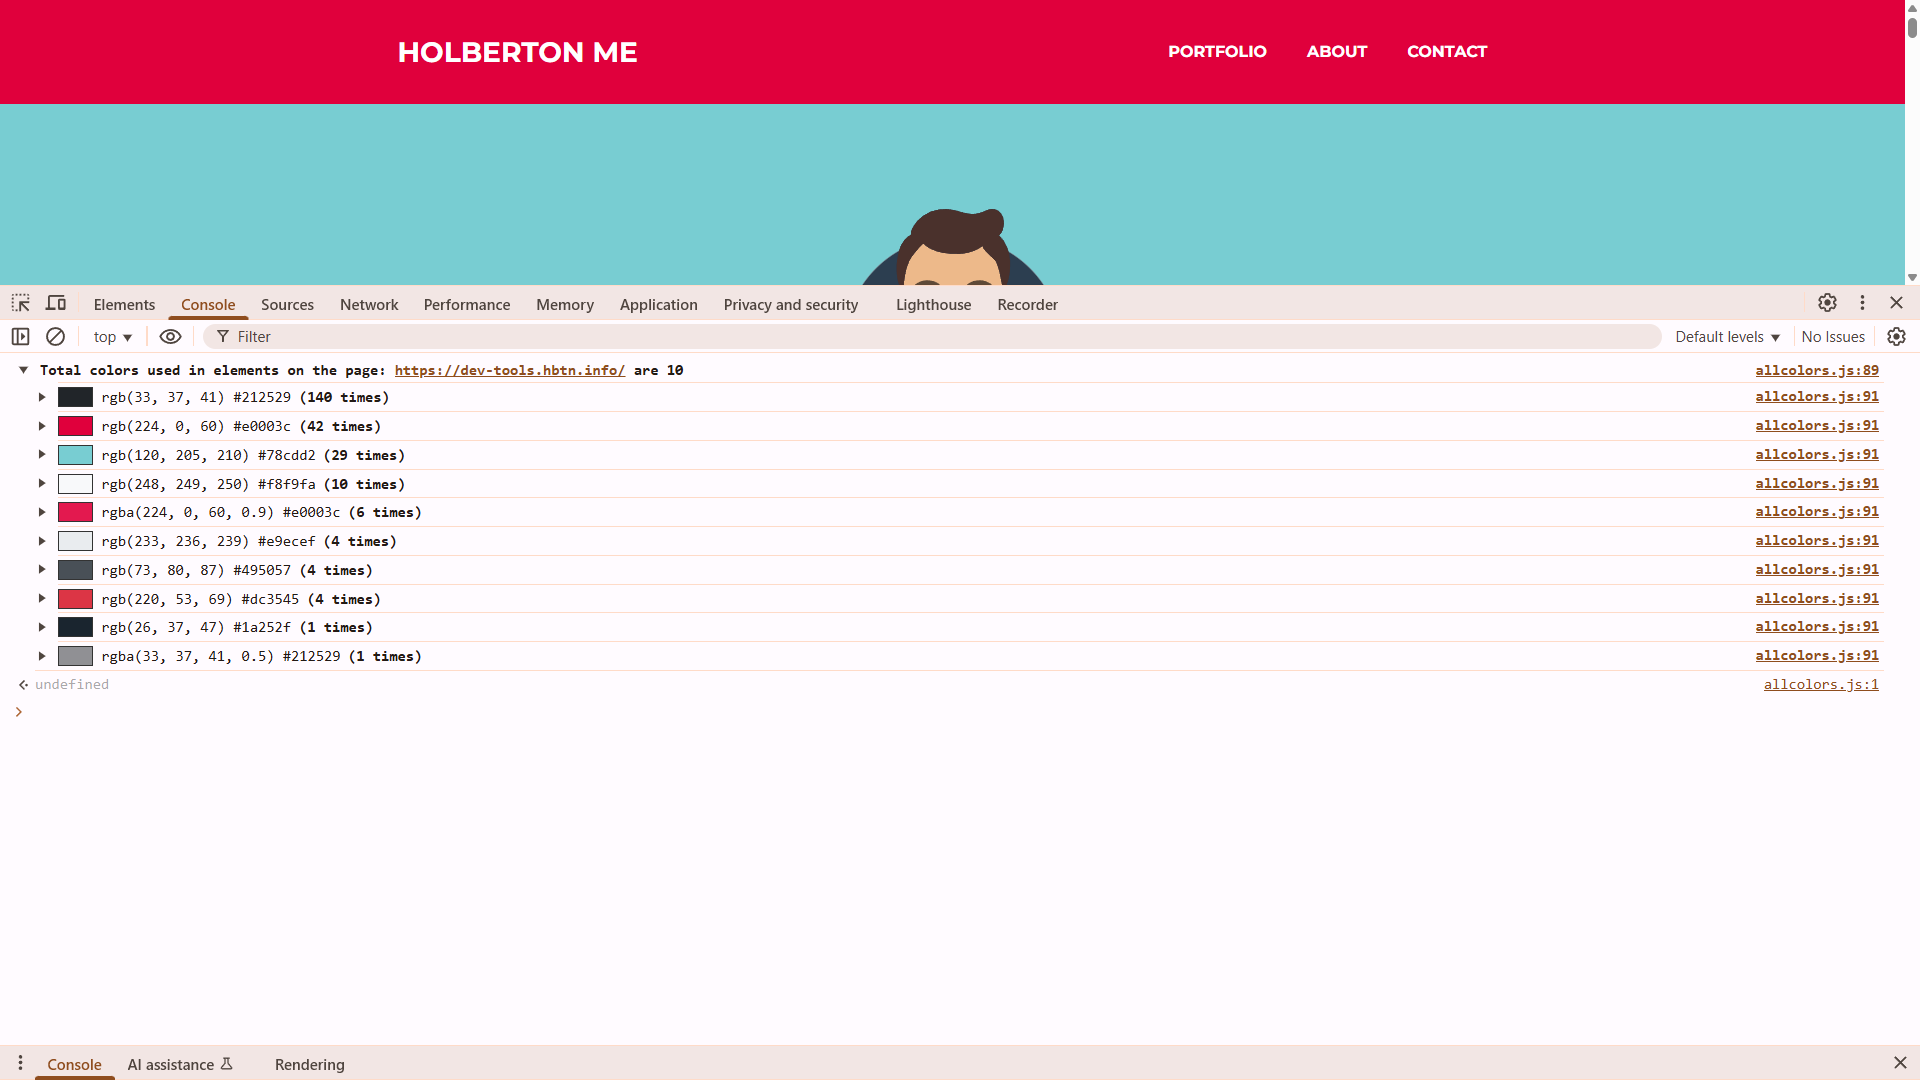 HOLBERTON ME
PORTFOLIO ABOUT CONTACT
Elements Console Sources Network Performance Memory Application Privacy and security Lighthouse Recorder
top Filter Default levels No Issues
Total colors used in elements on the page: https://dev-tools.hbtn.info/ are 10 allcolors.js:89
rgb(33, 37, 41) #212529 (140 times) allcolors.js:91
rgb(224, 0, 60) #e0003c (42 times) allcolors.js:91
rgb(120, 205, 210) #78cdd2 (29 times) allcolors.js:91
rgb(248, 249, 250) #f8f9fa (10 times) allcolors.js:91
rgba(224, 0, 60, 0.9) #e0003c (6 times) allcolors.js:91
rgb(233, 236, 239) #e9ecef (4 times) allcolors.js:91
rgb(73, 80, 87) #495057 (4 times) allcolors.js:91
rgb(220, 53, 69) #dc3545 (4 times) allcolors.js:91
rgb(26, 37, 47) #1a252f (1 times) allcolors.js:91
rgba(33, 37, 41, 0.5) #212529 (1 times) allcolors.js:91
undefined allcolors.js:1
Console AI assistance Rendering